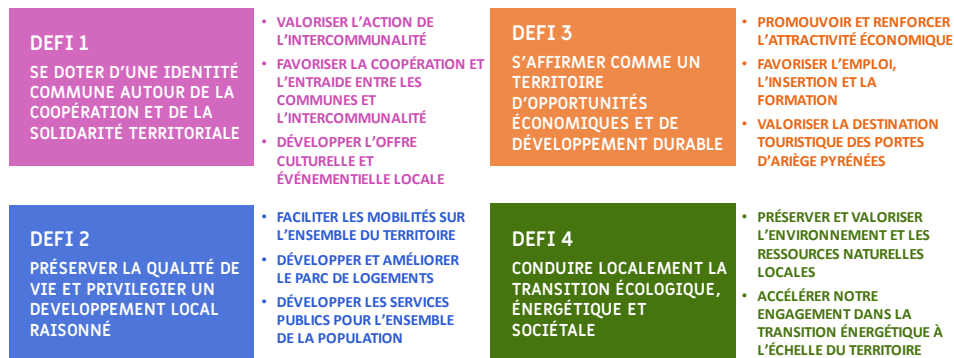 DEFI 1
SE DOTER D'UNE IDENTITÉ
COMMUNE AUTOUR DE LA
COOPÉRATION ET DE LA
SOLIDARITÉ TERRITORIALE
• VALORISER L'ACTION DE
L'INTERCOMMUNALITÉ
• FAVORISER LA COOPÉRATION ET
L'ENTRAIDE ENTRE LES
COMMUNES ET
L'INTERCOMMUNALITÉ
• DÉVELOPPER L'OFFRE
CULTURELLE ET
ÉVÉNEMENTIELLE LOCALE
DEFI 2
PRÉSERVER LA QUALITÉ DE
VIE ET PRIVILEGIER UN
DEVELOPPEMENT LOCAL
RAISONNÉ
• FACILITER LES MOBILITÉS SUR
L'ENSEMBLE DU TERRITOIRE
• DÉVELOPPER ET AMÉLIORER
LE PARC DE LOGEMENTS
• DÉVELOPPER LES SERVICES
PUBLICS POUR L'ENSEMBLE
DE LA POPULATION
DEFI 3
S'AFFIRMER COMME UN
TERRITOIRE
D'OPPORTUNITÉS
ÉCONOMIQUES ET DE
DÉVELOPPEMENT DURABLE
• PROMOUVOIR ET RENFORCER
L'ATTRACTIVITÉ ÉCONOMIQUE
• FAVORISER L'EMPLOI,
L'INSERTION ET LA
FORMATION
• VALORISER LA DESTINATION
TOURISTIQUE DES PORTES
D'ARIÈGE PYRÉNÉES
DEFI 4
CONDUIRE LOCALEMENT LA
TRANSITION ÉCOLOGIQUE,
ÉNERGÉTIQUE ET
SOCIÉTALE
• PRÉSERVER ET VALORISER
L'ENVIRONNEMENT ET LES
RESSOURCES NATURELLES
LOCALES
• ACCÉLÉRER NOTRE
ENGAGEMENT DANS LA
TRANSITION ÉNERGÉTIQUE À
L'ÉCHELLE DU TERRITOIRE